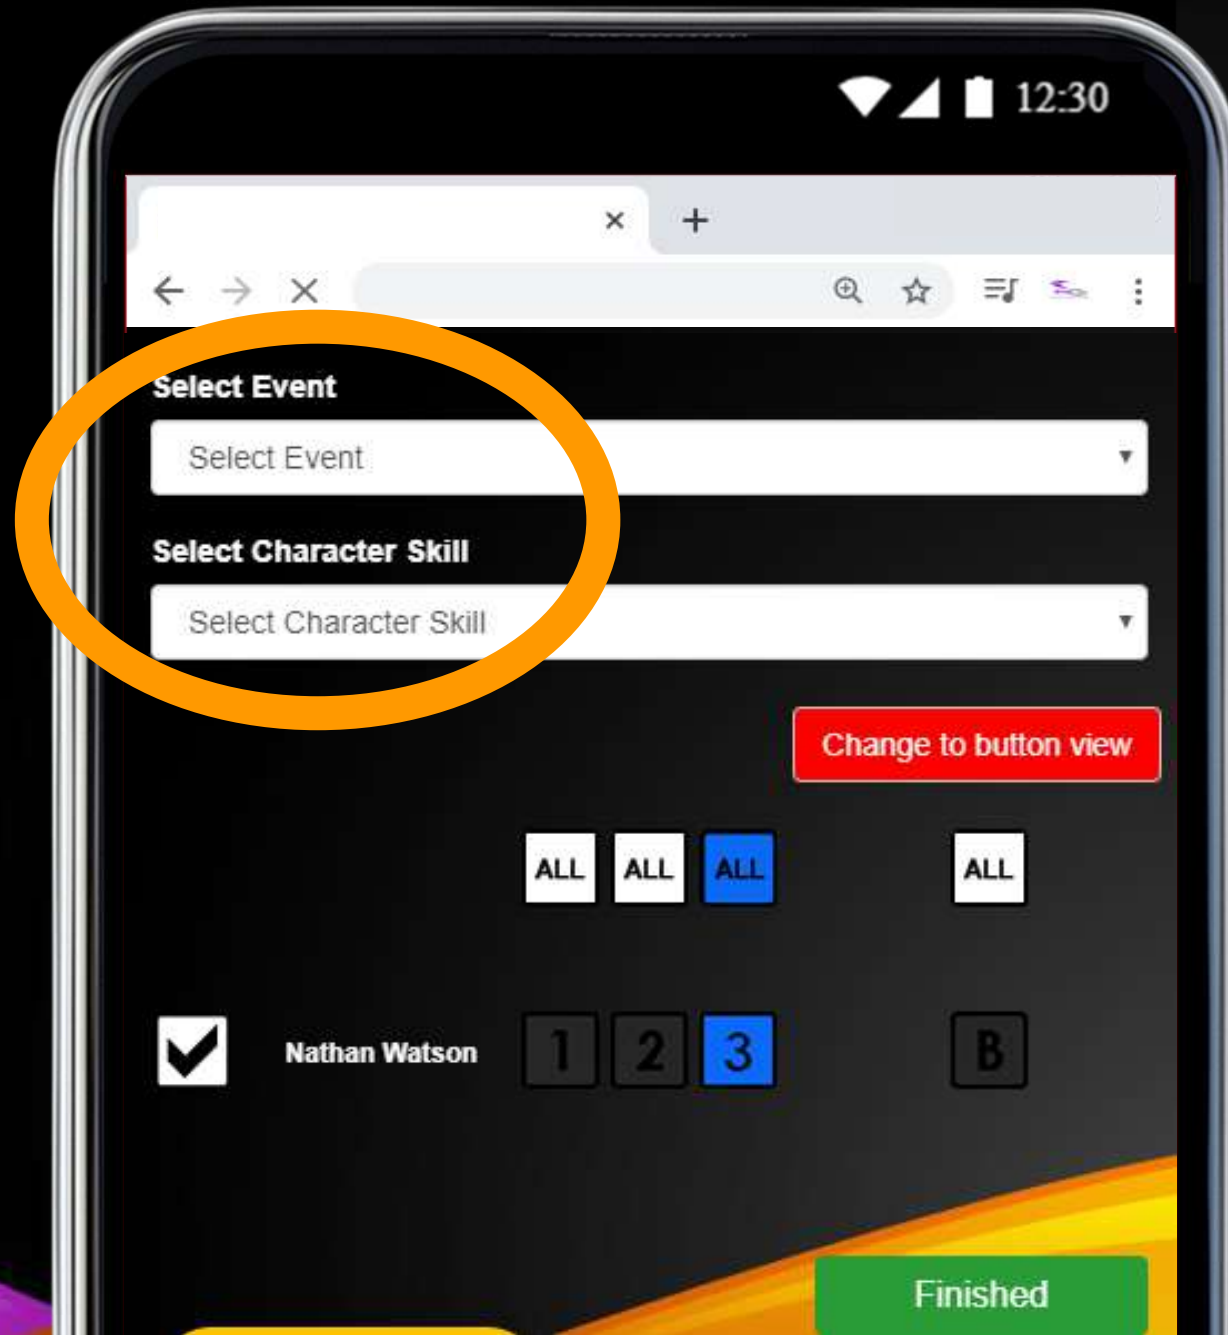 12:30
Select Event
Select Event
Select Character Skill
Select Character Skill
Change to button view
ALL ALL ALL ALL
Nathan Watson 1 2 3 B
Finished